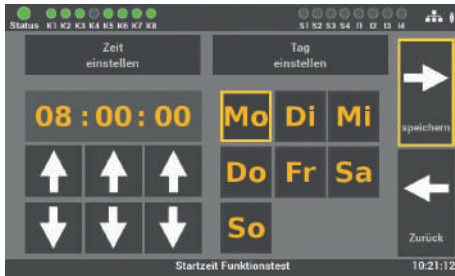 Status K1 K2 K3 K4 K5 K6 K7 K8 S1 S2 S3 S4 I1 I2 I3 I4
Zeit
einstellen
Tag
einstellen
08 : 00 : 00
Mo Di Mi
speichern
Do Fr Sa
So
Zurück
Startzeit Funktionstest
10:21:12